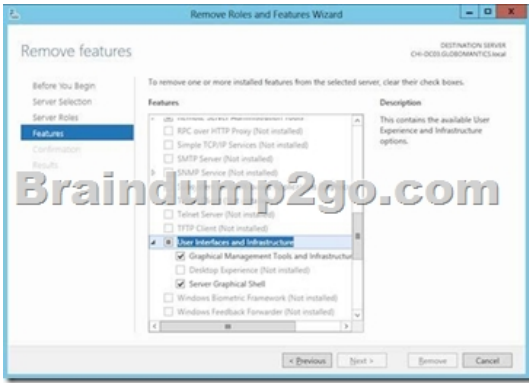 Remove Roles and Features Wizard
Remove features
DESTINATION SERVER
CHI-DC03.GLOBOMANTICS.local
Before You Begin
Server Selection
Server Roles
Features
Confirmation
Results
To remove one or more installed features from the selected server, clear their check boxes.
Features
Remote Server Administration Tools
RPC over HTTP Proxy (Not installed)
Simple TCP/IP Services (Not installed)
SMTP Server (Not installed)
SNMP Service (Not installed)
Telnet Server (Not installed)
TFTP Client (Not installed)
User Interfaces and Infrastructure
Graphical Management Tools and Infrastructur
Desktop Experience (Not installed)
Server Graphical Shell
Windows Biometric Framework (Not installed)
Windows Feedback Forwarder (Not installed)
Description
This contains the available User
Experience and Infrastructure
options.
Braindump2go.com
< Previous
Next >
Remove
Cancel